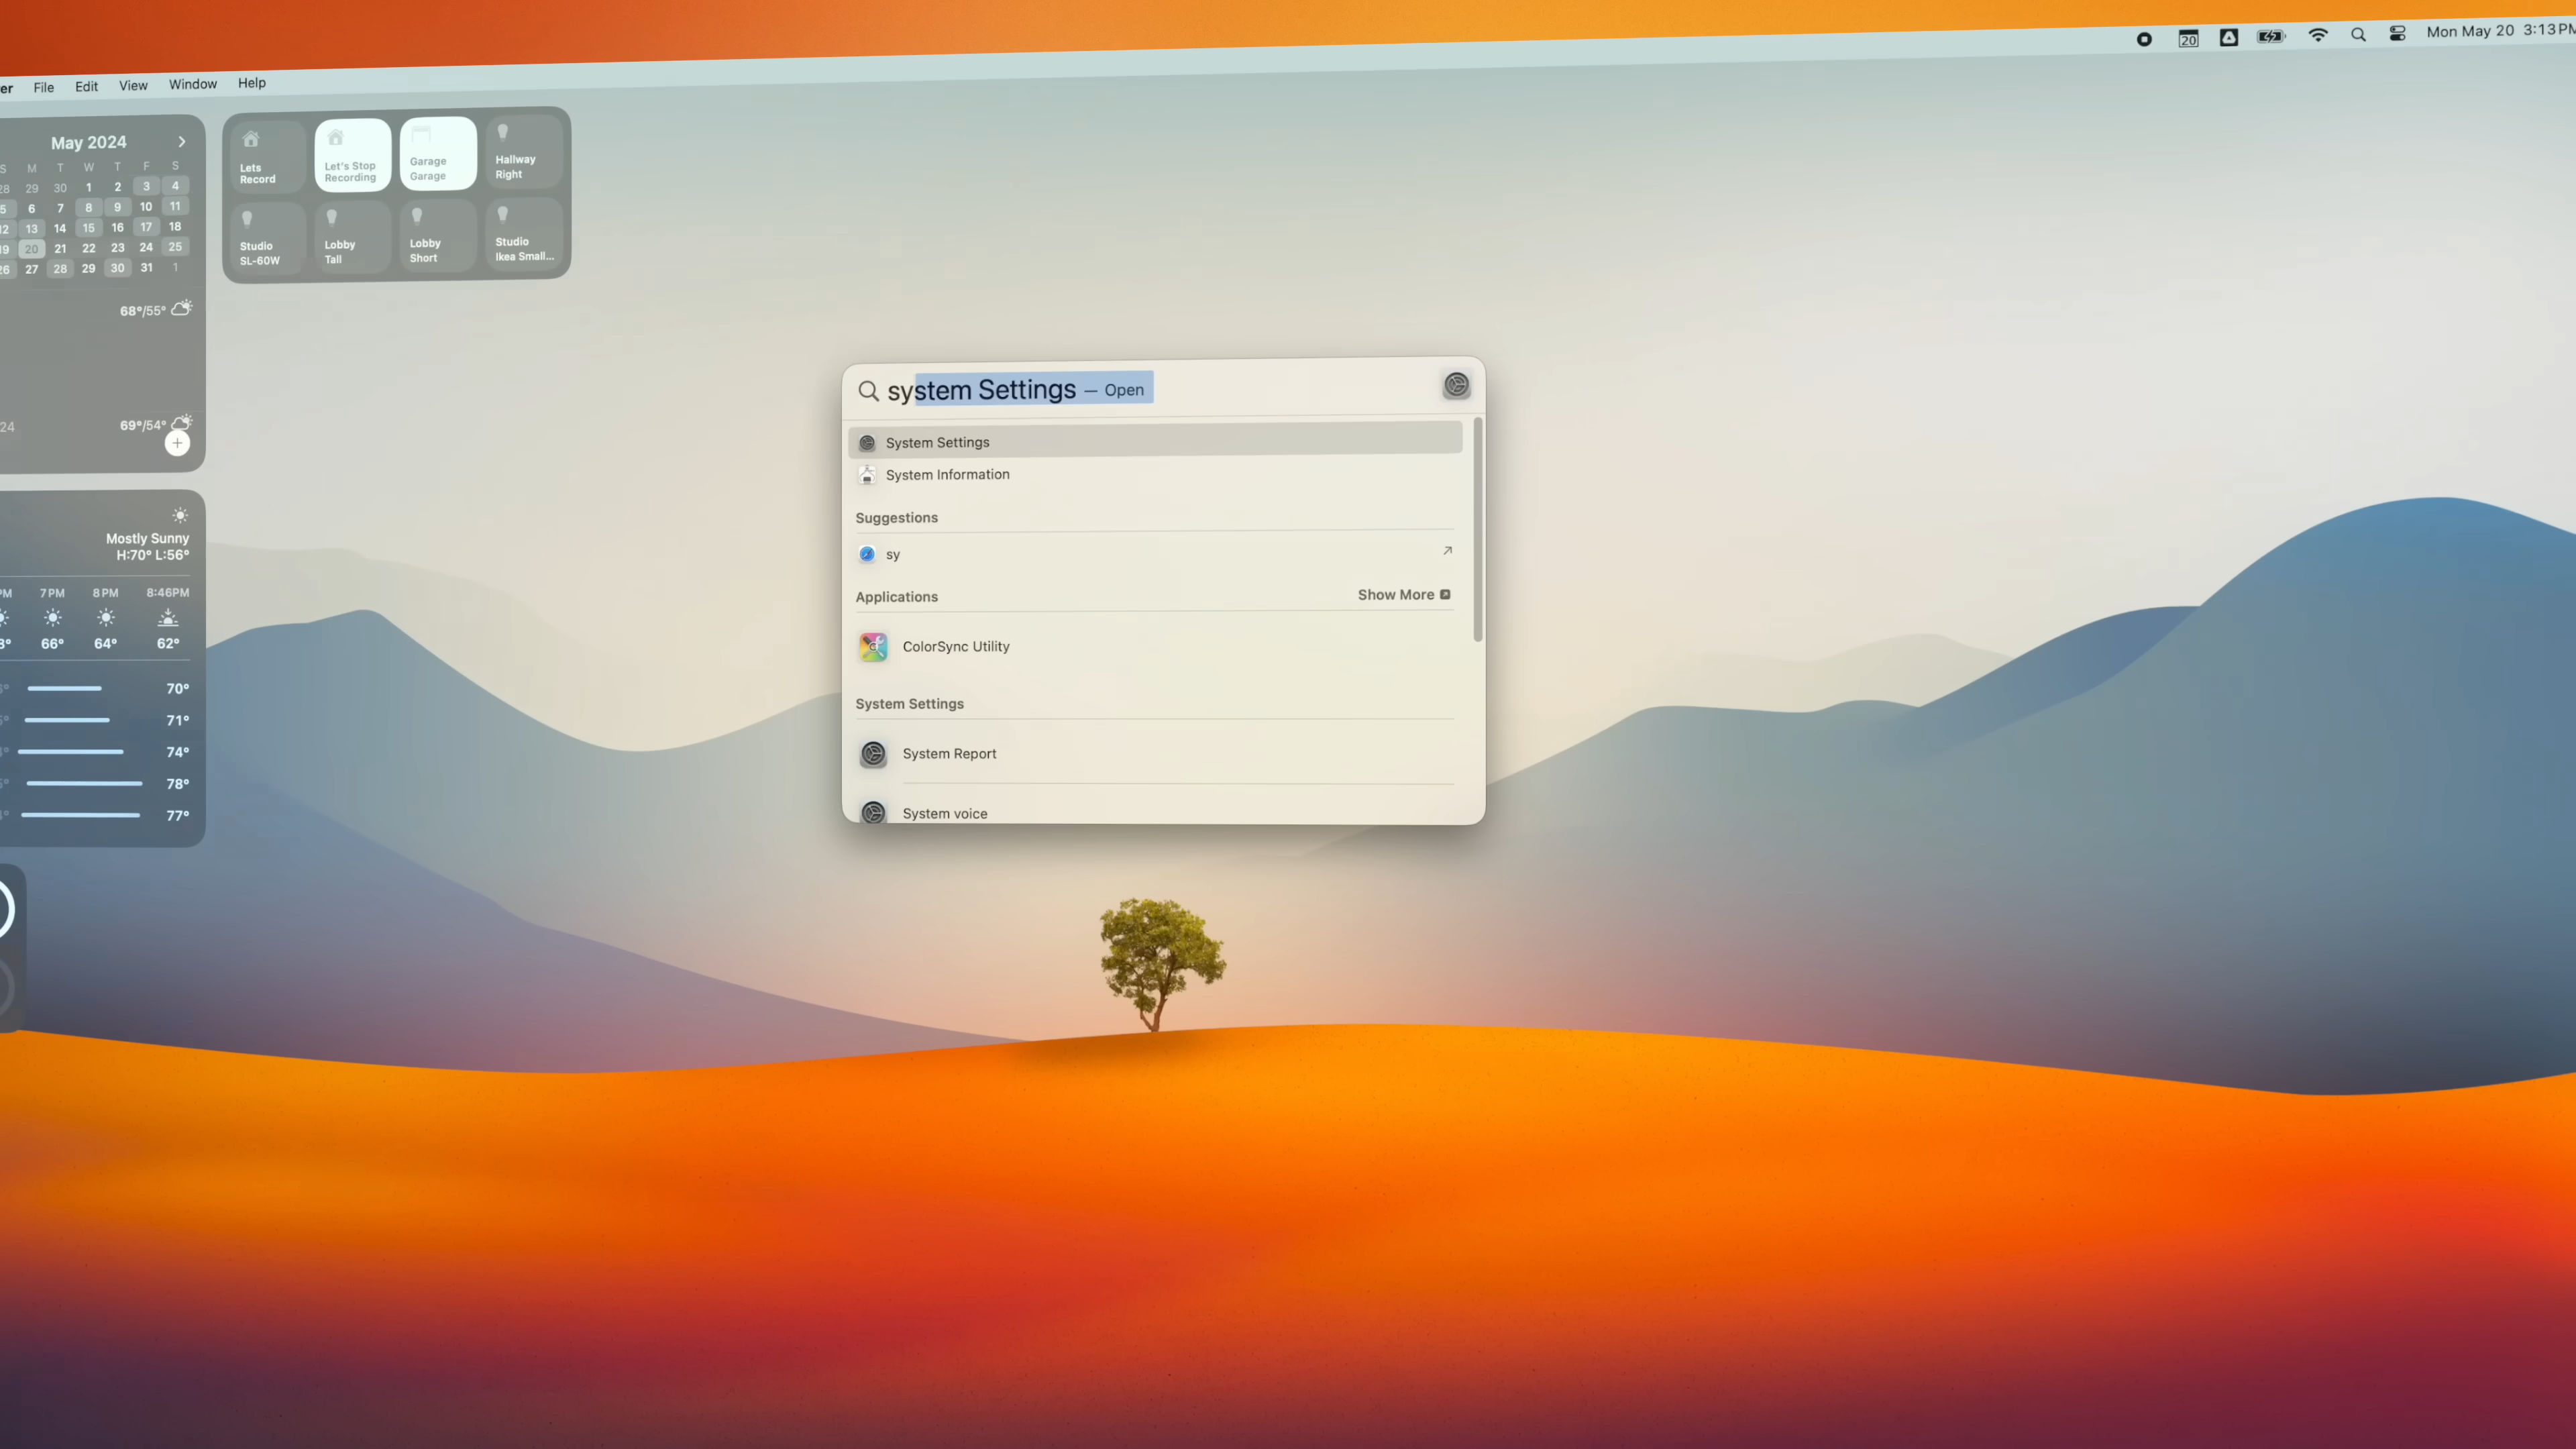 er File Edit View Window Help
20 Mon May 20 3:13PM
May 2024
S M T W T F S
28 29 30 1 2 3 4
5 6 7 8 9 10 11
12 13 14 15 16 17 18
19 20 21 22 23 24 25
26 27 28 29 30 31 1
68°/55°
24 69°/54°
Mostly Sunny
H:70° L:56°
PM 7PM 8PM 8:46PM
8° 66° 64° 62°
70°
71°
74°
78°
77°
Lets
Record
Let's Stop
Recording
Garage
Garage
Hallway
Right
Studio
SL-60W
Lobby
Tall
Lobby
Short
Studio
Ikea Small...
system Settings — Open
System Settings
System Information
Suggestions
sy
Applications Show More
ColorSync Utility
System Settings
System Report
System voice